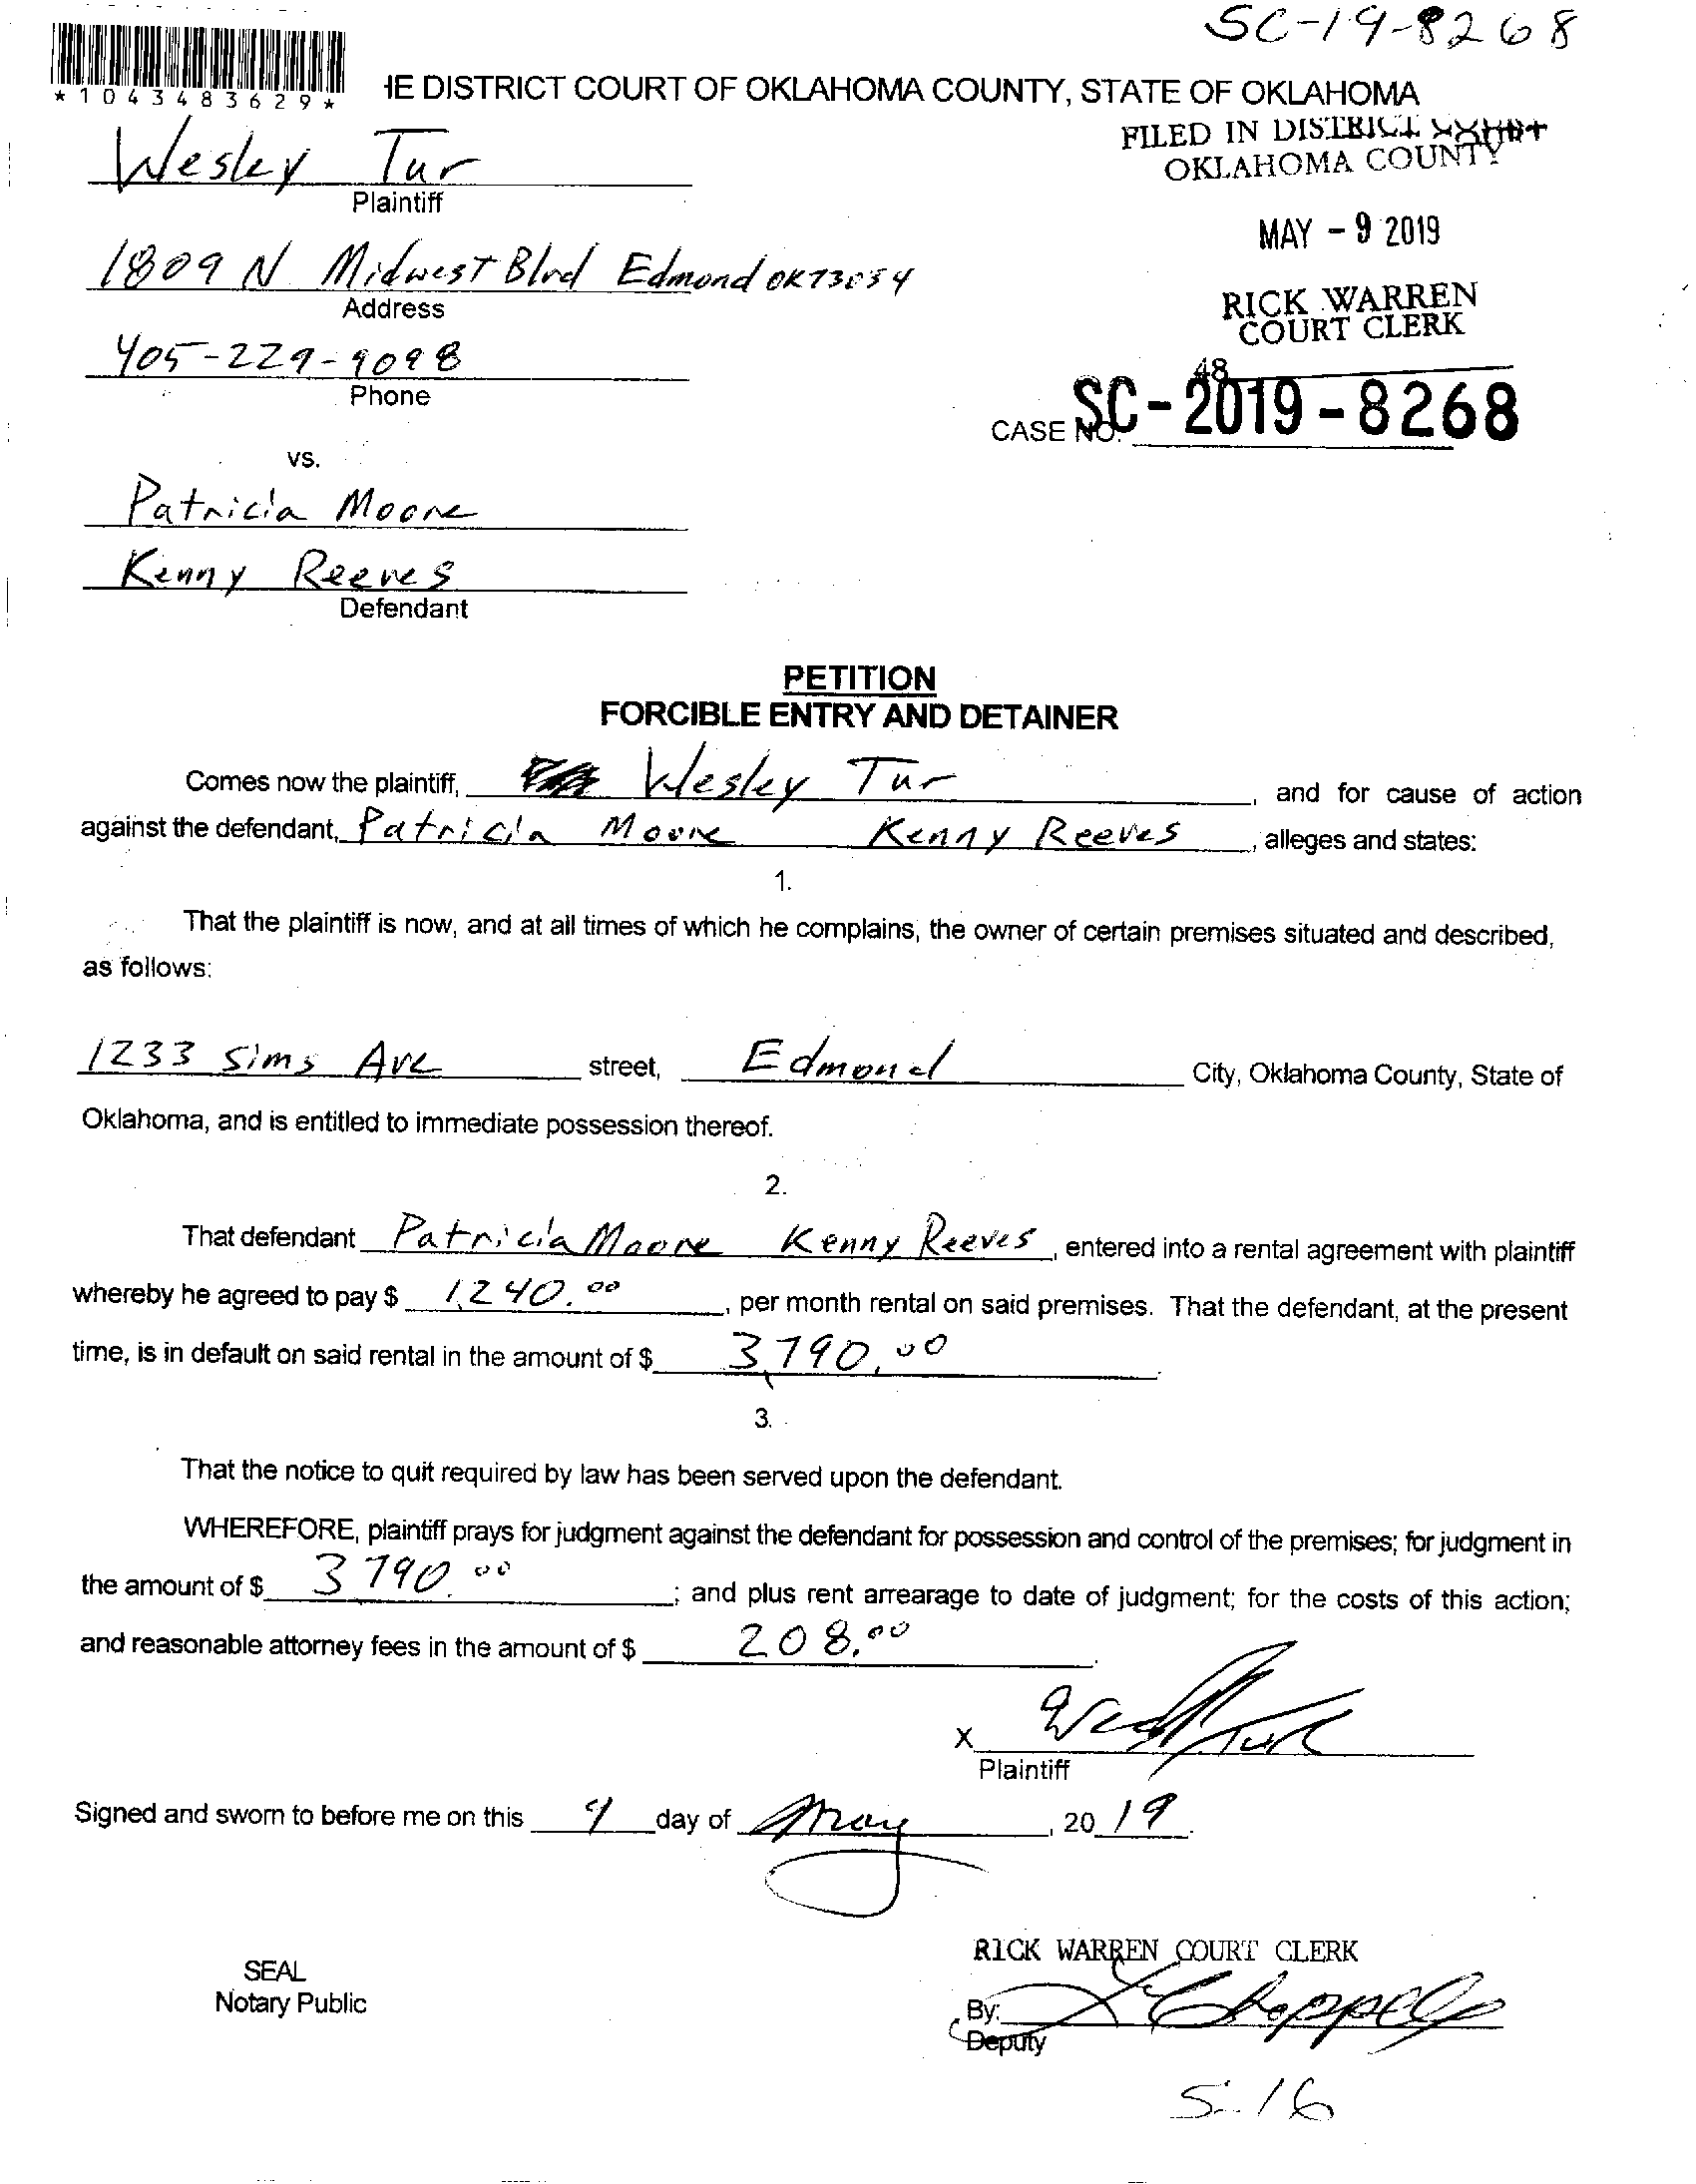 SC-19-8268
*1043483629*
HE DISTRICT COURT OF OKLAHOMA COUNTY, STATE OF OKLAHOMA
FILED IN DISTRICT COURT
OKLAHOMA COUNTY
Wesley Tur
Plaintiff
MAY - 9 2019
1809 N Midwest Blvd Edmond OK 73034
Address
RICK WARREN
COURT CLERK
405-229-9098
Phone
48
CASE NO. SC-2019-8268
vs.
Patricia Moore
Kenny Reeves
Defendant
PETITION
FORCIBLE ENTRY AND DETAINER
Comes now the plaintiff, Wesley Tur, and for cause of action
against the defendant, Patricia Moore Kenny Reeves, alleges and states:
1.
That the plaintiff is now, and at all times of which he complains, the owner of certain premises situated and described,
as follows:
1233 Sims Ave street, Edmond City, Oklahoma County, State of
Oklahoma, and is entitled to immediate possession thereof.
2.
That defendant Patricia Moore Kenny Reeves, entered into a rental agreement with plaintiff
whereby he agreed to pay $ 1,240.00, per month rental on said premises. That the defendant, at the present
time, is in default on said rental in the amount of $ 3,790.00
3.
That the notice to quit required by law has been served upon the defendant.
WHEREFORE, plaintiff prays for judgment against the defendant for possession and control of the premises; for judgment in
the amount of $ 3790.00; and plus rent arrearage to date of judgment; for the costs of this action;
and reasonable attorney fees in the amount of $ 208.00.
X
Plaintiff
Signed and sworn to before me on this 9 day of May, 20 19.
RICK WARREN COURT CLERK
SEAL
Notary Public
By:
Deputy
5-16